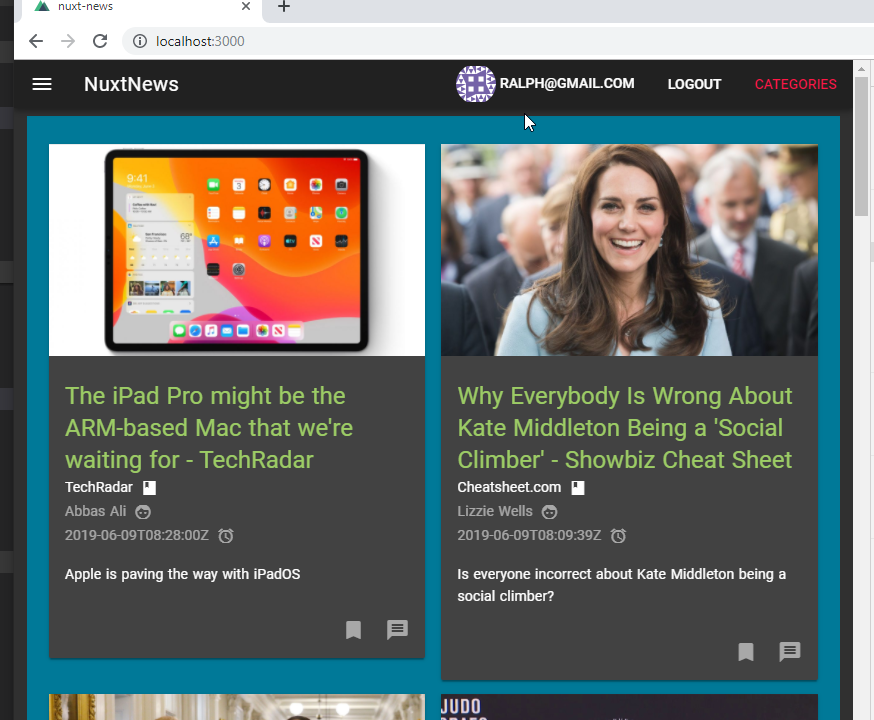 nuxt-news
localhost:3000
NuxtNews
RALPH@GMAIL.COM
LOGOUT
CATEGORIES
9:41
The iPad Pro might be the
ARM-based Mac that we're
waiting for - TechRadar
TechRadar
Abbas Ali
2019-06-09T08:28:00Z
Apple is paving the way with iPadOS
Why Everybody Is Wrong About
Kate Middleton Being a 'Social
Climber' - Showbiz Cheat Sheet
Cheatsheet.com
Lizzie Wells
2019-06-09T08:09:39Z
Is everyone incorrect about Kate Middleton being a
social climber?
JUDO